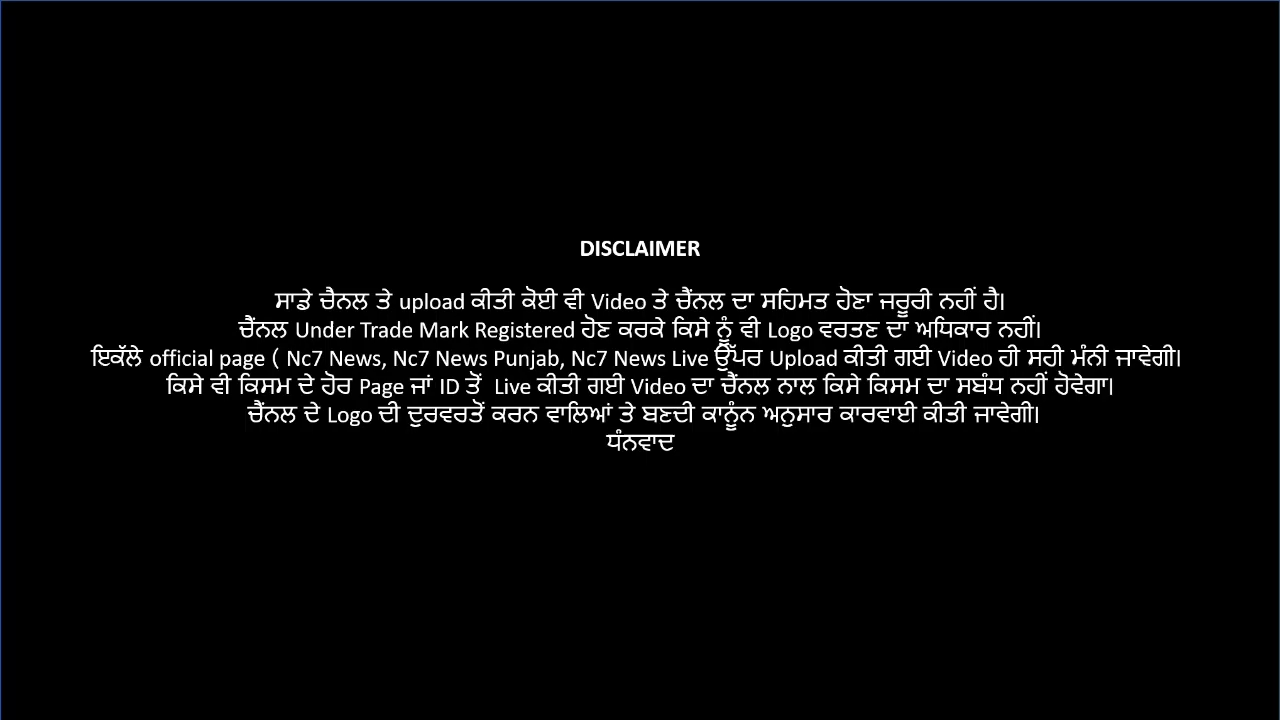 DISCLAIMER
ਸਾਡੇ ਚੈਨਲ ਤੇ upload ਕੀਤੀ ਕੋਈ ਵੀ Video ਤੇ ਚੈਂਨਲ ਦਾ ਸਹਿਮਤ ਹੋਣਾ ਜਰੂਰੀ ਨਹੀਂ ਹੈ।
ਚੈਂਨਲ Under Trade Mark Registered ਹੋਣ ਕਰਕੇ ਕਿਸੇ ਨੂੰ ਵੀ Logo ਵਰਤਣ ਦਾ ਅਧਿਕਾਰ ਨਹੀਂ।
ਇਕੱਲੇ official page ( Nc7 News, Nc7 News Punjab, Nc7 News Live ਉੱਪਰ Upload ਕੀਤੀ ਗਈ Video ਹੀ ਸਹੀ ਮੰਨੀ ਜਾਵੇਗੀ।
ਕਿਸੇ ਵੀ ਕਿਸਮ ਦੇ ਹੋਰ Page ਜਾਂ ID ਤੋਂ  Live ਕੀਤੀ ਗਈ Video ਦਾ ਚੈਂਨਲ ਨਾਲ ਕਿਸੇ ਕਿਸਮ ਦਾ ਸਬੰਧ ਨਹੀਂ ਹੋਵੇਗਾ।
ਚੈਂਨਲ ਦੇ Logo ਦੀ ਦੁਰਵਰਤੋਂ ਕਰਨ ਵਾਲਿਆਂ ਤੇ ਬਣਦੀ ਕਾਨੂੰਨ ਅਨੁਸਾਰ ਕਾਰਵਾਈ ਕੀਤੀ ਜਾਵੇਗੀ।
ਧੰਨਵਾਦ